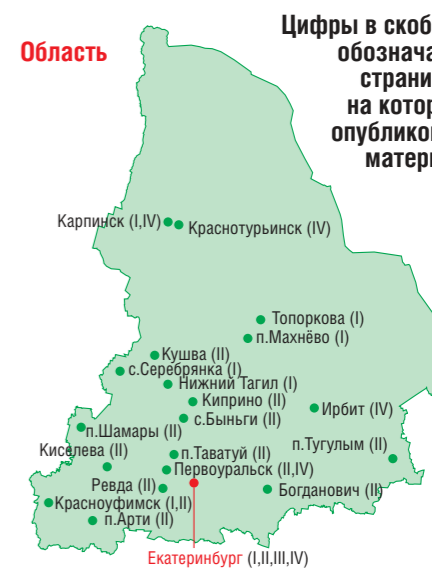 Область
Цифры в скоб
обознача
страни
на котор
опубликов
матери
Карпинск (I,IV)
Краснотурьинск (IV)
Топоркова (I)
п.Махнёво (I)
Кушва (II)
с.Серебрянка (I)
Нижний Тагил (I)
Киприно (II)
Ирбит (IV)
с.Быньги (II)
п.Шамары (II)
п.Тугулым (II)
Киселева (II)
п.Таватуй (II)
Первоуральск (II,IV)
Ревда (II)
Богданович (II)
Красноуфимск (I,II)
п.Арти (II)
Екатеринбург (I,II,III,IV)